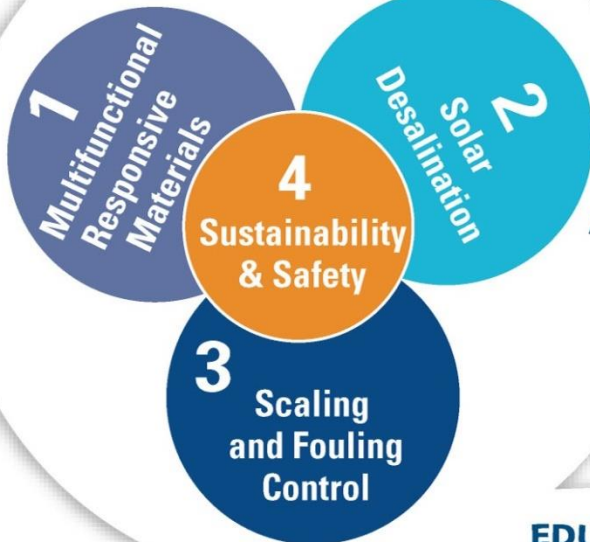 1
Multifunctional
Responsive
Materials
2
Solar
Desalination
4
Sustainability
& Safety
3
Scaling
and Fouling
Control